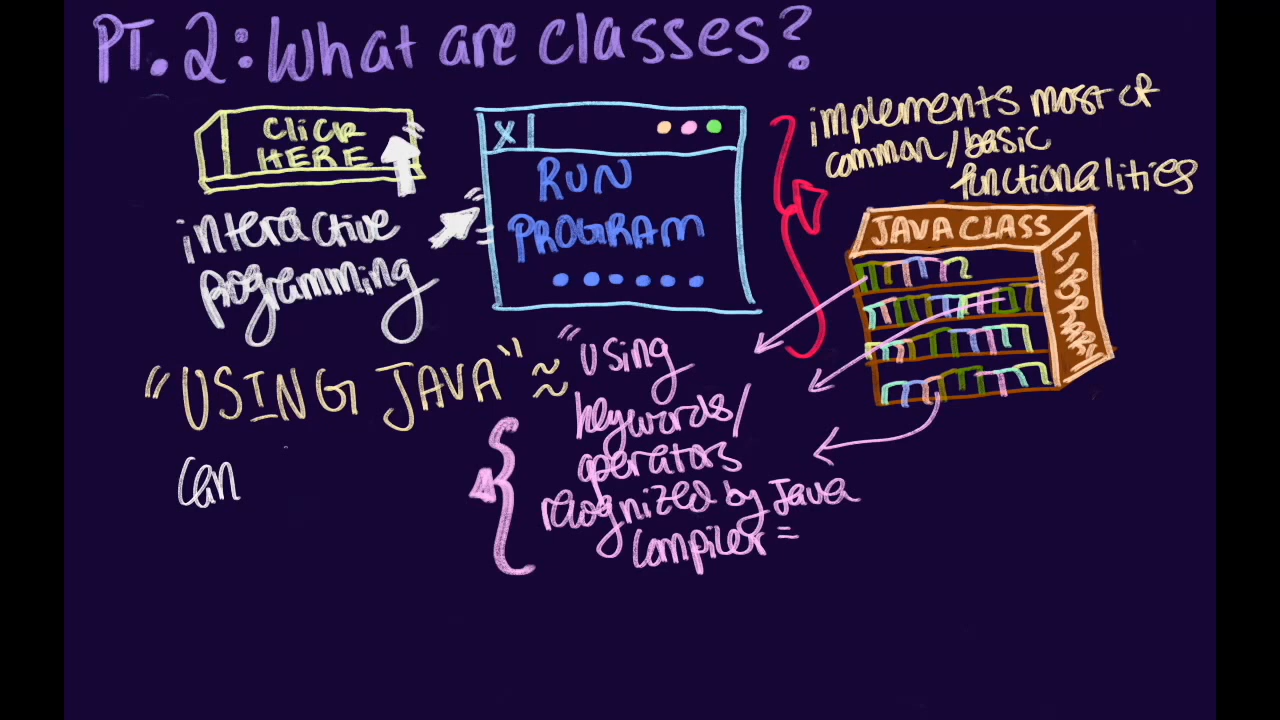 PT. 2: What are classes?
CLICK
HERE
interactive
programming
X
RUN
PROGRAM
implements most of
common/basic
functionalities
JAVA CLASS
LIBRARY
"USING JAVA" ≈ "using
keywords/
operators
recognized by Java
compiler =
can